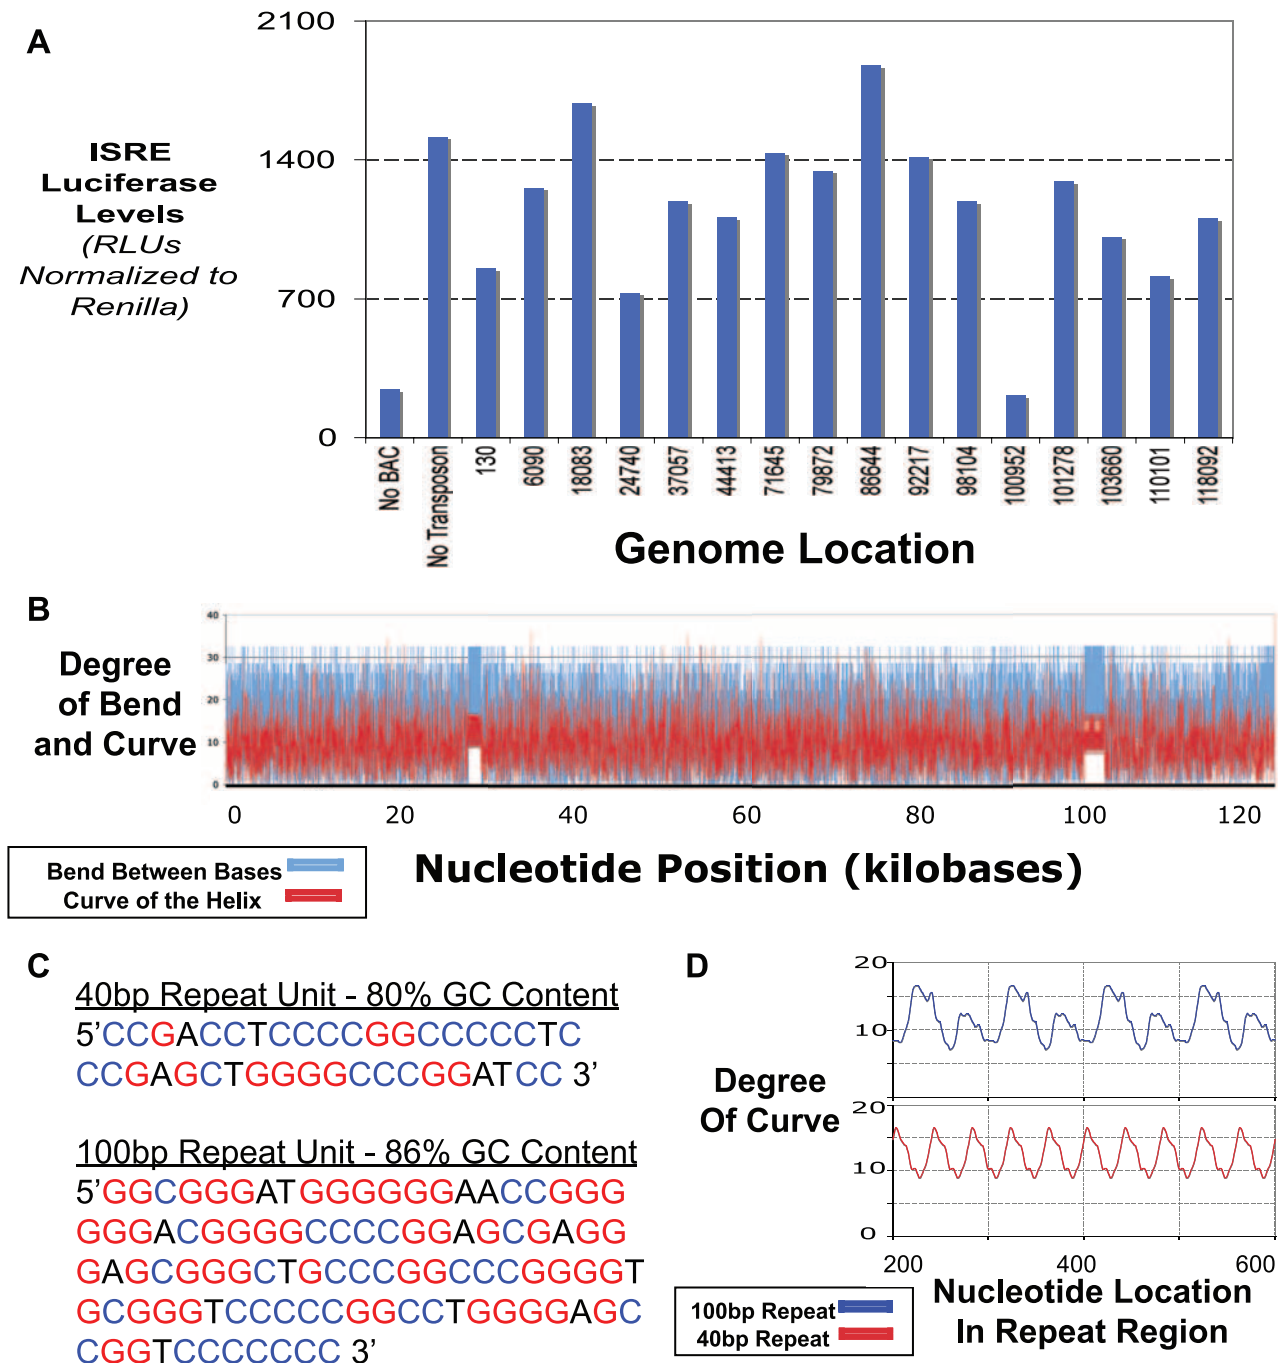 A
2100
1400
700
0
ISRE
Luciferase
Levels
(RLUs
Normalized to
Renilla)
No BAC
No Transposon
130
6090
18083
24740
37057
44413
71645
79872
86644
92217
98104
100952
101278
103660
110101
118092
Genome Location
B
Degree
of Bend
and Curve
40
30
20
10
0
0 20 40 60 80 100 120
Nucleotide Position (kilobases)
Bend Between Bases
Curve of the Helix
C
40bp Repeat Unit - 80% GC Content
5'CCGACCTCCCCGGCCCCCTC
CCGAGCTGGGGCCCGGATCC 3'
100bp Repeat Unit - 86% GC Content
5'GGCGGGATGGGGGGAACCGGG
GGGACGGGGCCCCGGAGCGAGG
GAGCGGGCTGCCCGGCCCGGGGT
GCGGGTCCCCCGGCCTGGGGAGC
CGGTCCCCCCC 3'
D
Degree
Of Curve
20
10
20
10
0
200 400 600
Nucleotide Location
In Repeat Region
100bp Repeat
40bp Repeat